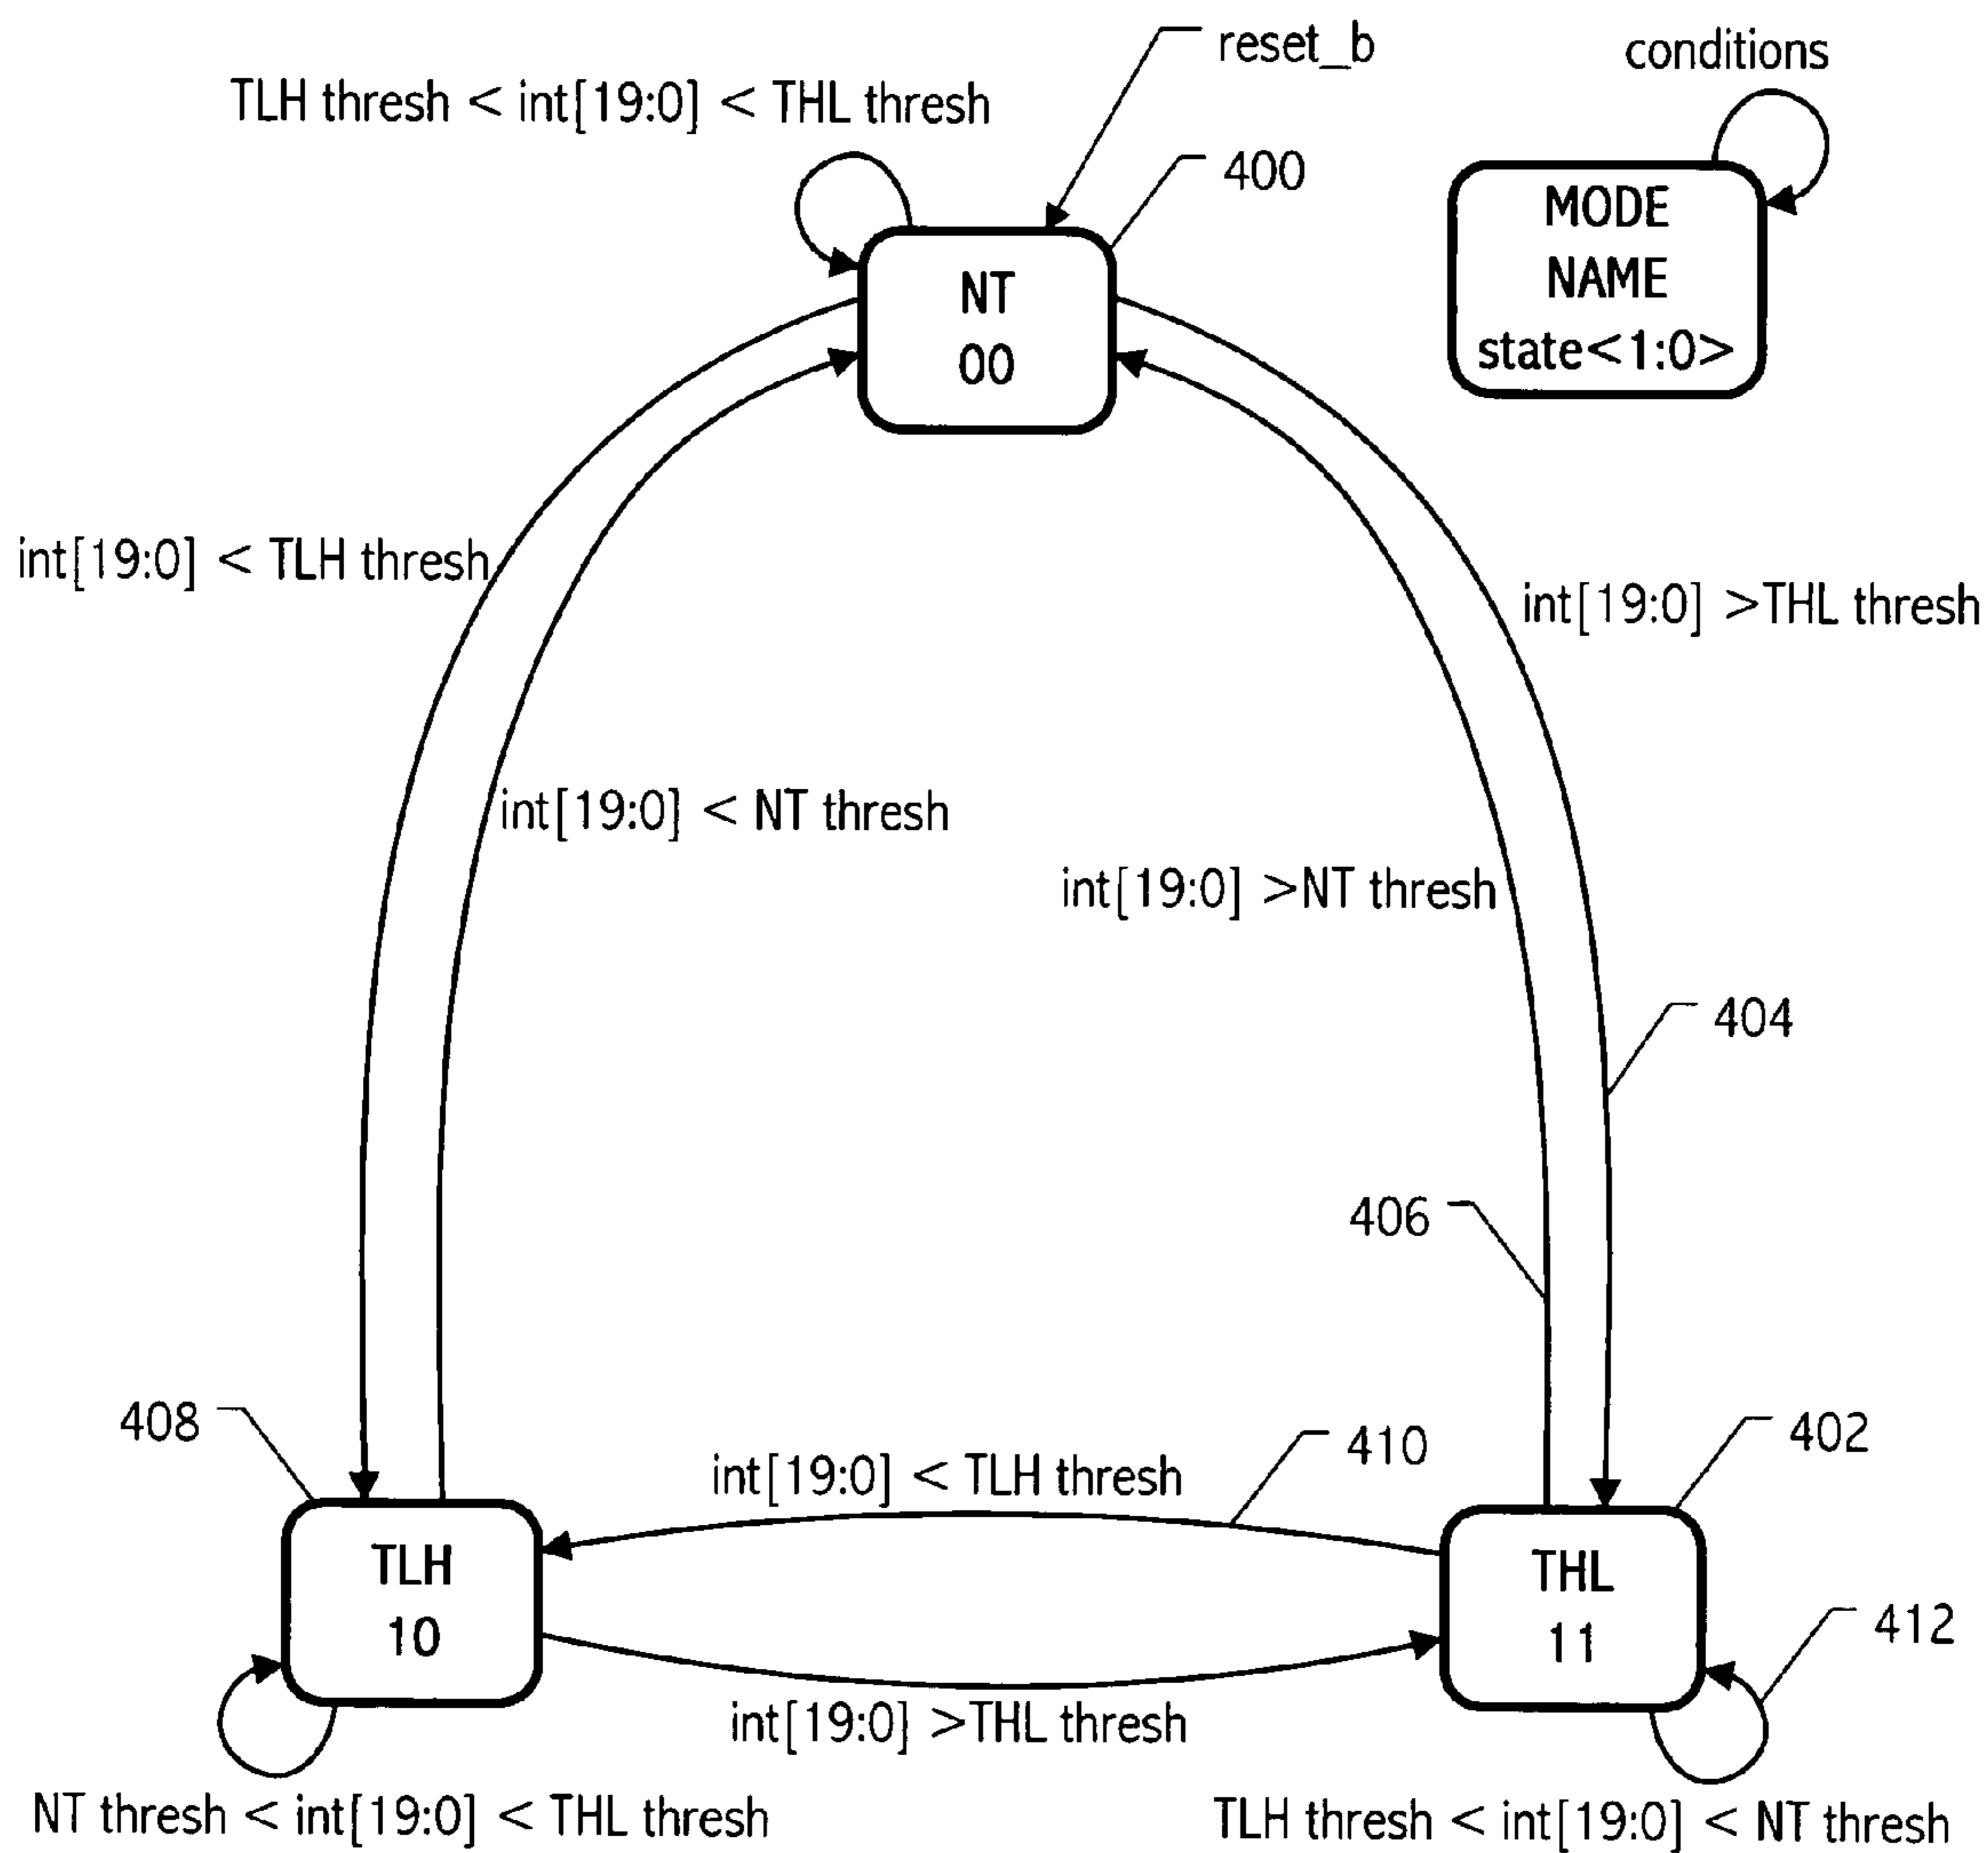 reset_b
conditions
TLH thresh < int[19:0] < THL thresh
400
MODE
NAME
state<1:0>
NT
00
int[19:0] < TLH thresh
int[19:0] >THL thresh
int[19:0] < NT thresh
int[19:0] >NT thresh
404
406
408
402
410
int[19:0] < TLH thresh
TLH
10
THL
11
412
int[19:0] >THL thresh
NT thresh < int[19:0] < THL thresh
TLH thresh < int[19:0] < NT thresh